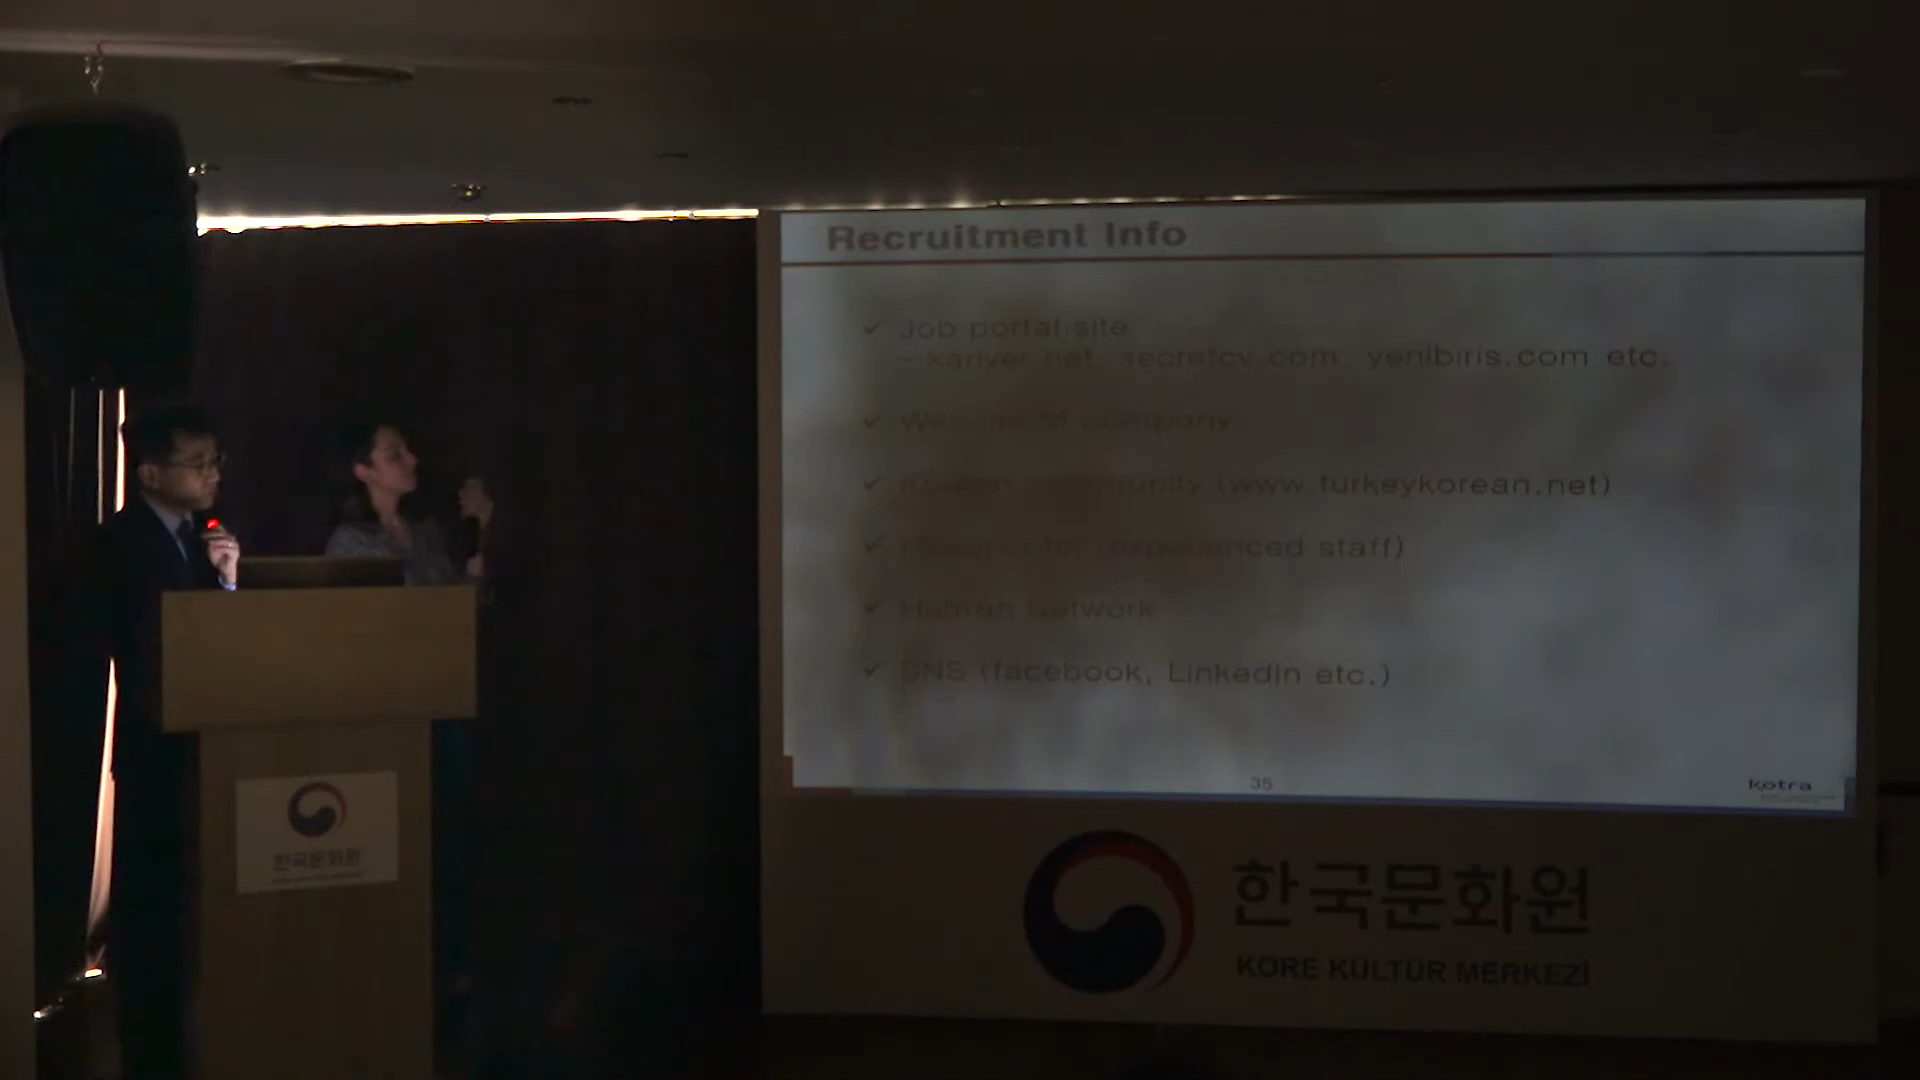 Recruitment Info
✓ Job portal site
- kariyer.net secretcv.com yenibiris.com etc.
✓ company
✓ Korean community (www.turkeykorean.net)
✓ (experienced staff)
✓ Human Network
✓ SNS (facebook, LinkedIn etc.)
35
kotra
한국문화원
한국문화원
KORE KÜLTÜR MERKEZİ